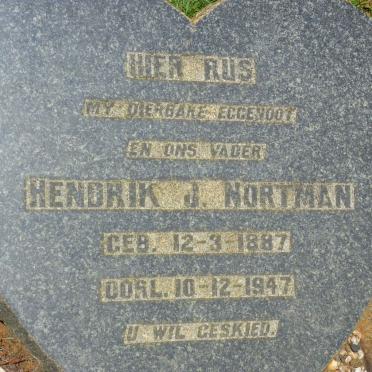 HIER RUS
MY DIERBARE EGGENOOT
EN ONS VADER
HENDRIK J. NORTMAN
GEB. 12-3-1887
OORL. 10-12-1947
U WIL GESKIED.